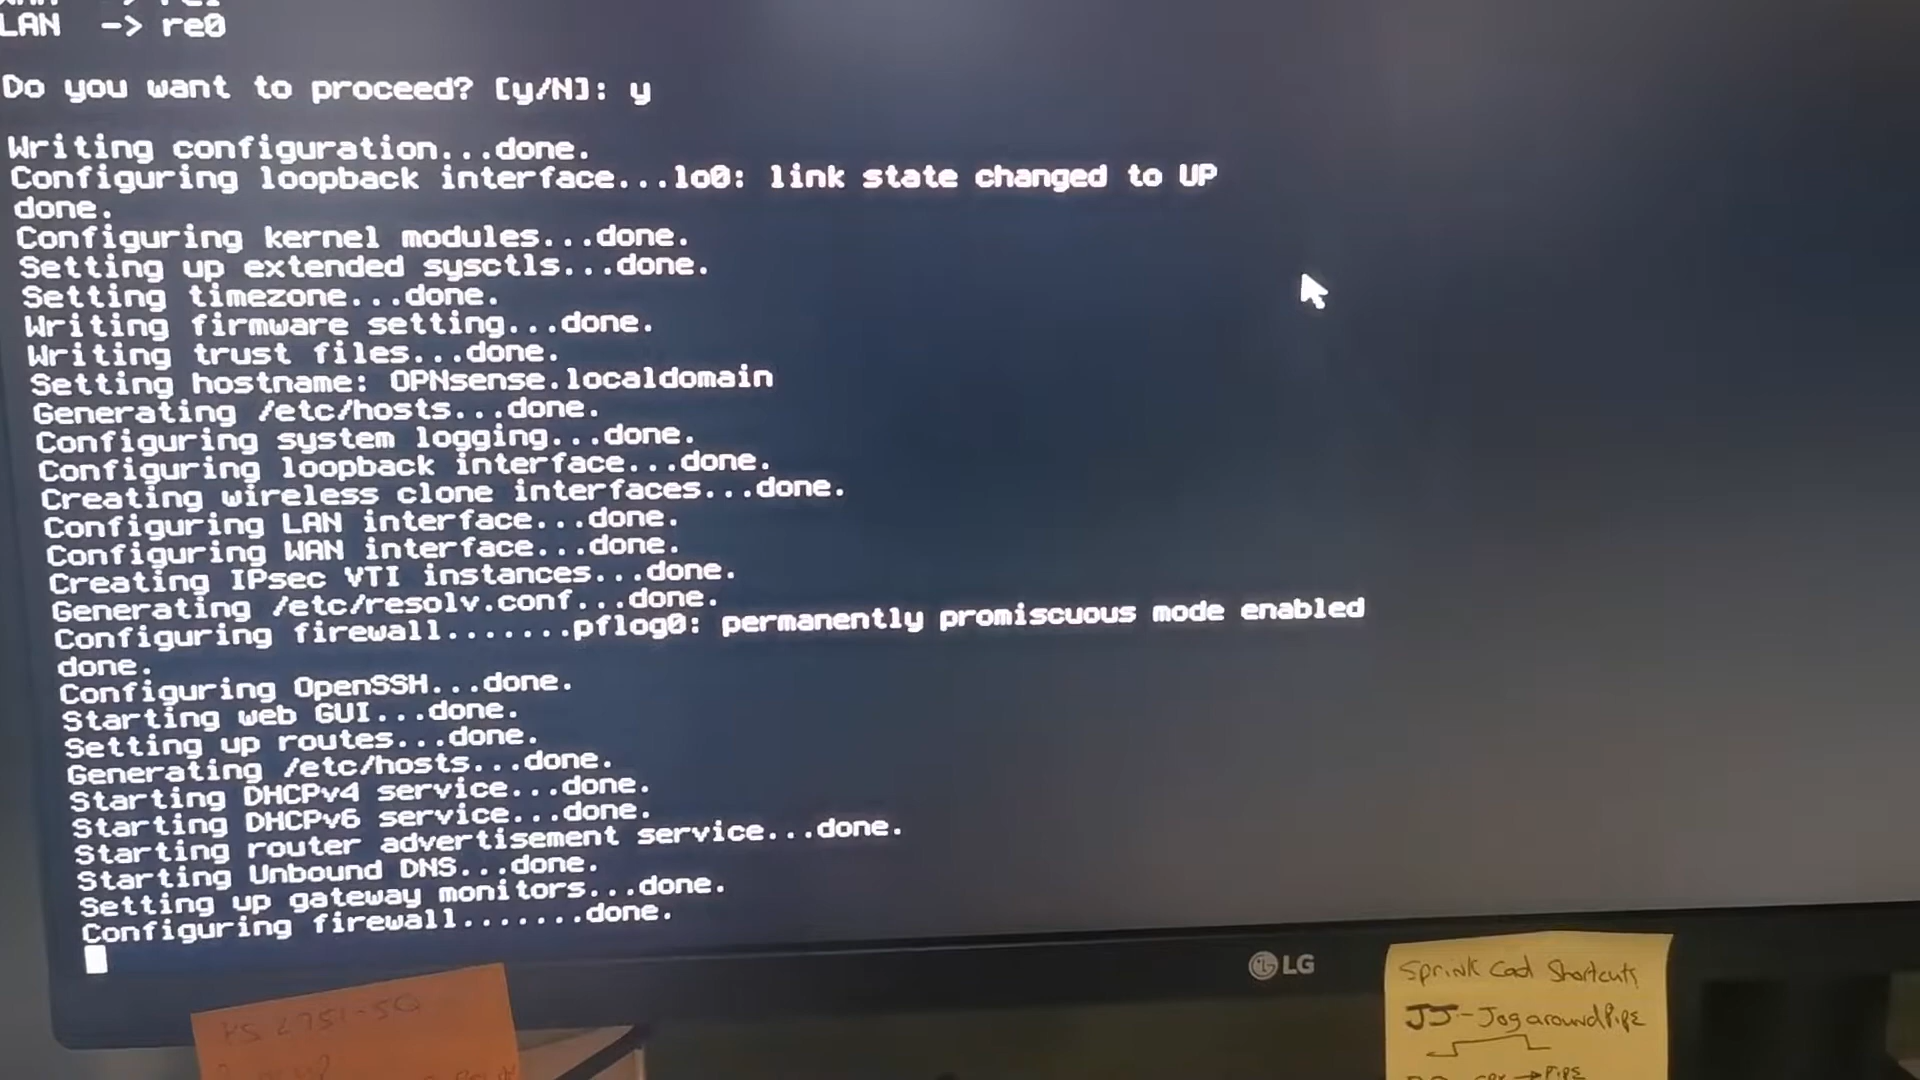 LAN -> re0
Do you want to proceed? [y/N]: y
Writing configuration...done.
Configuring loopback interface...lo0: link state changed to UP
done.
Configuring kernel modules...done.
Setting up extended sysctls...done.
Setting timezone...done.
Writing firmware setting...done.
Writing trust files...done.
Setting hostname: OPNsense.localdomain
Generating /etc/hosts...done.
Configuring system logging...done.
Configuring loopback interface...done.
Creating wireless clone interfaces...done.
Configuring LAN interface...done.
Configuring WAN interface...done.
Creating IPsec VTI instances...done.
Generating /etc/resolv.conf...done.
Configuring firewall.......pflog0: permanently promiscuous mode enabled
done.
Configuring OpenSSH...done.
Starting web GUI...done.
Setting up routes...done.
Generating /etc/hosts...done.
Starting DHCPv4 service...done.
Starting DHCPv6 service...done.
Starting router advertisement service...done.
Starting Unbound DNS...done.
Setting up gateway monitors...done.
Configuring firewall.......done.
LG
Sprink Cad Shortcuts
JJ - Jog around Pipe